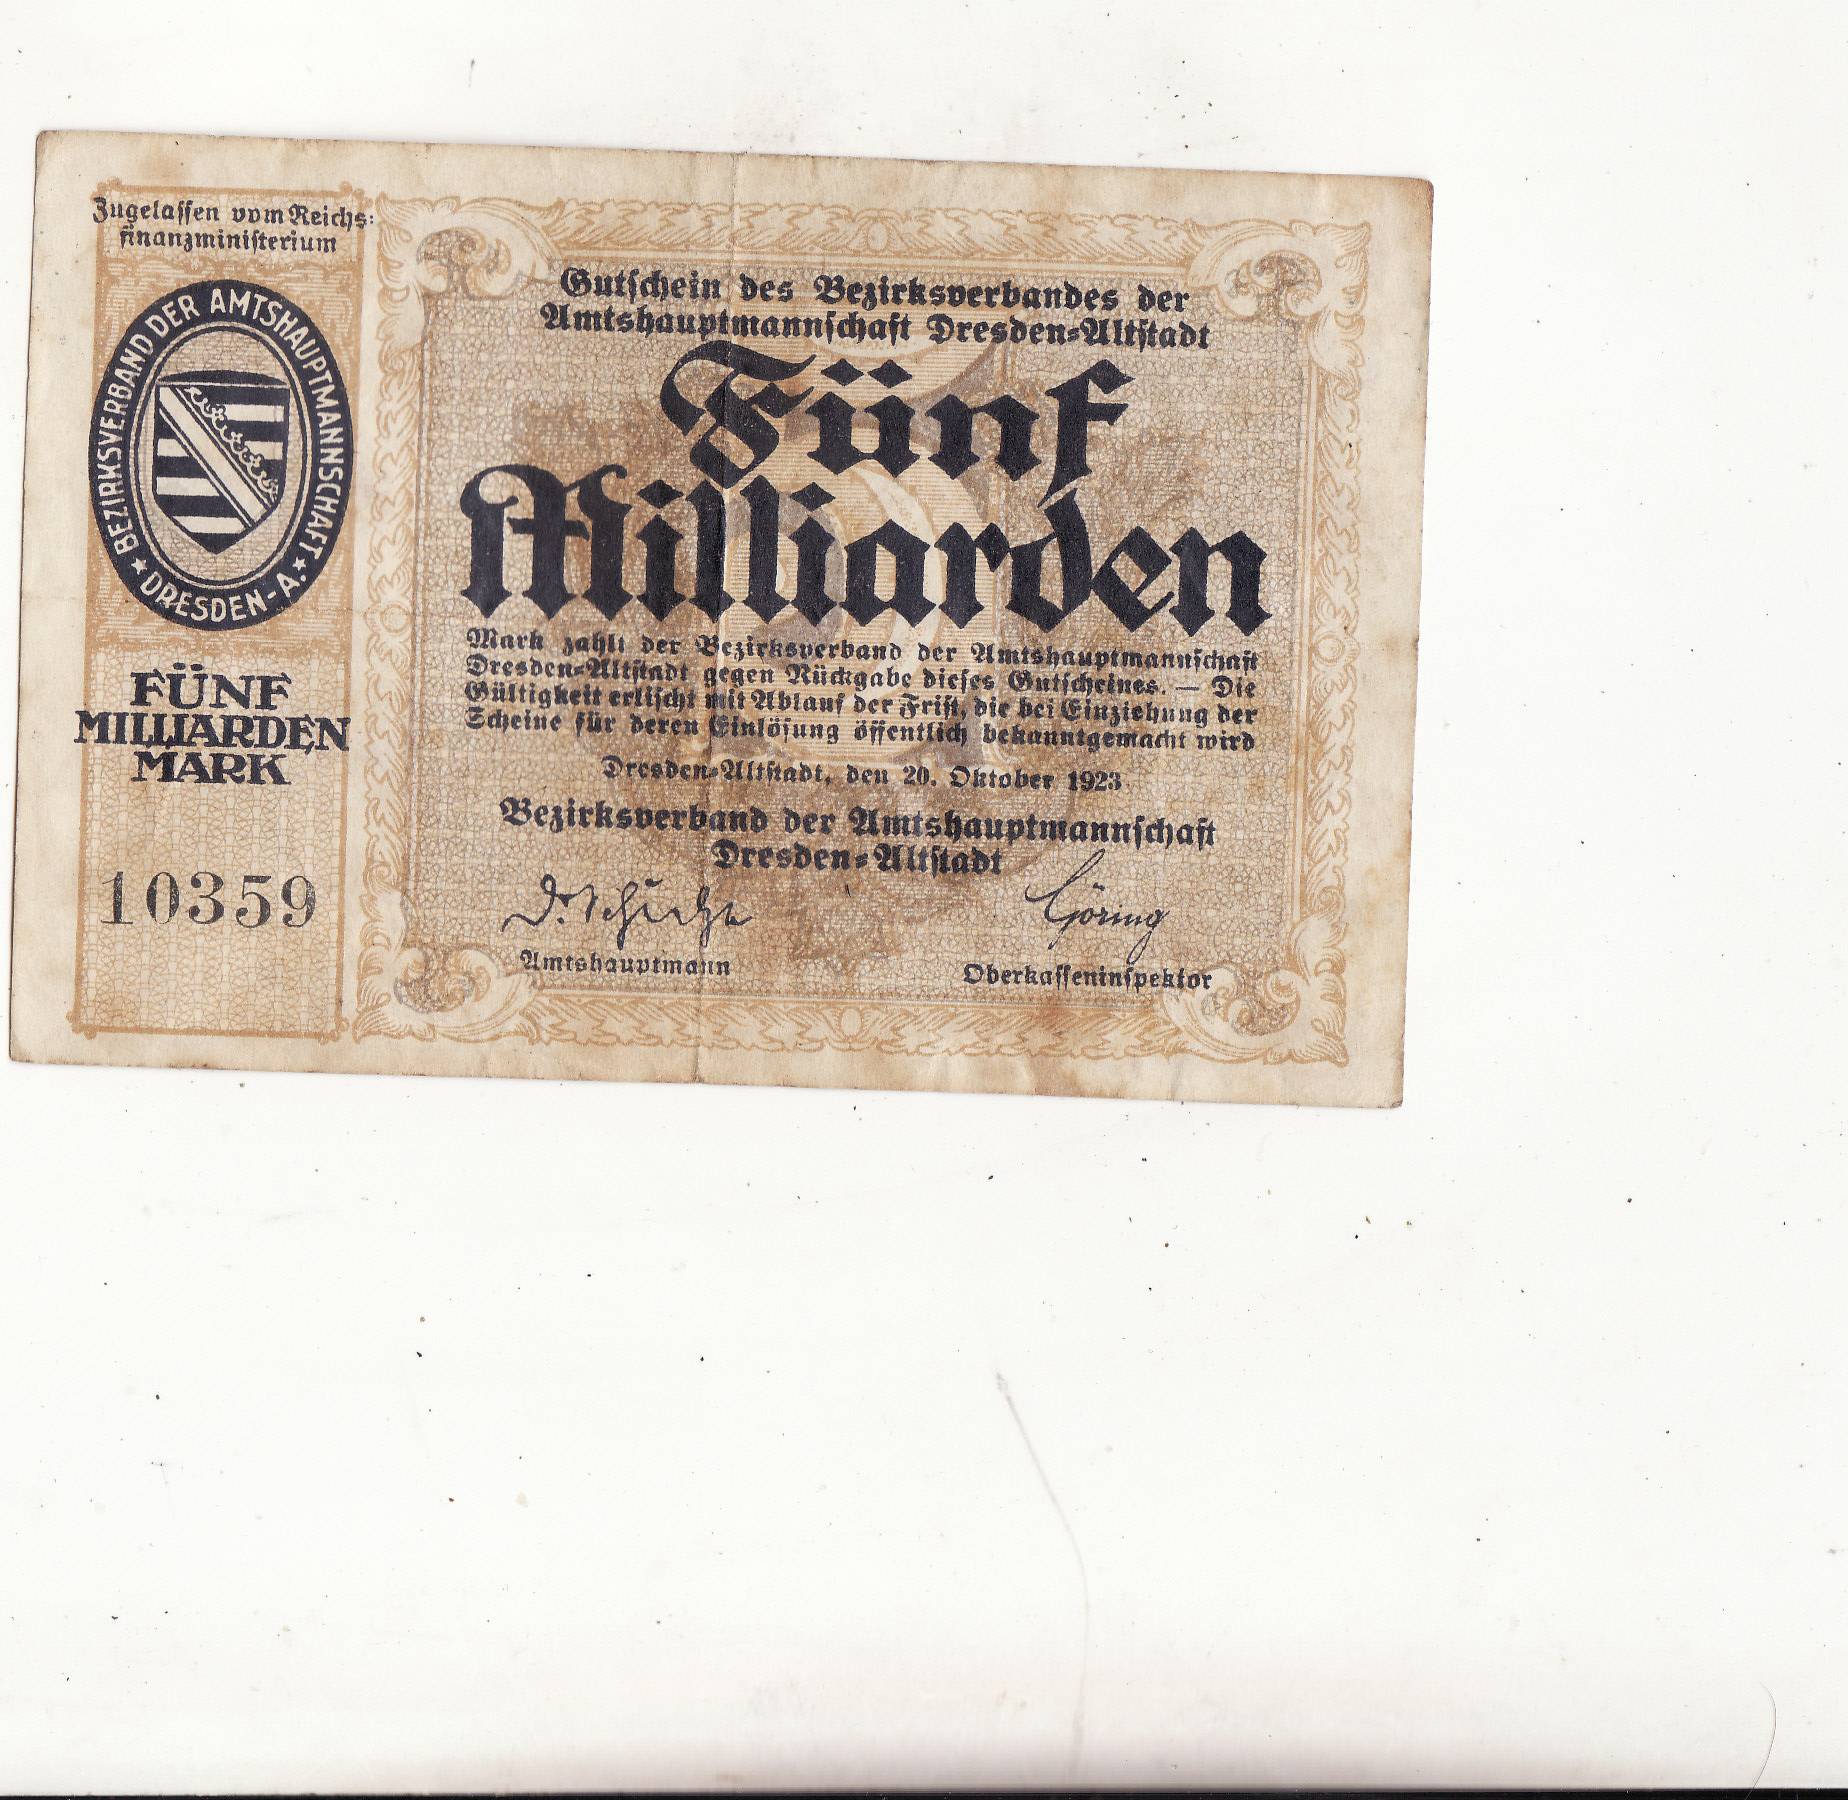 Zugelassen vom Reichs-
finanzministerium
BEZIRKSVERBAND DER AMTSHAUPTMANNSCHAFT
★ DRESDEN-A. ★
FÜNF
MILLIARDEN
MARK
10359
Gutschein des Bezirksverbandes der
Amtshauptmannschaft Dresden-Altstadt
Fünf
Milliarden
Mark zahlt der Bezirksverband der Amtshauptmannschaft
Dresden-Altstadt gegen Rückgabe dieses Gutscheines. — Die
Gültigkeit erlischt mit Ablauf der Frist, die bei Einziehung der
Scheine für deren Einlösung öffentlich bekanntgemacht wird
Dresden-Altstadt, den 20. Oktober 1923
Bezirksverband der Amtshauptmannschaft
Dresden-Altstadt
Göring
Amtshauptmann
Oberkasseninspektor